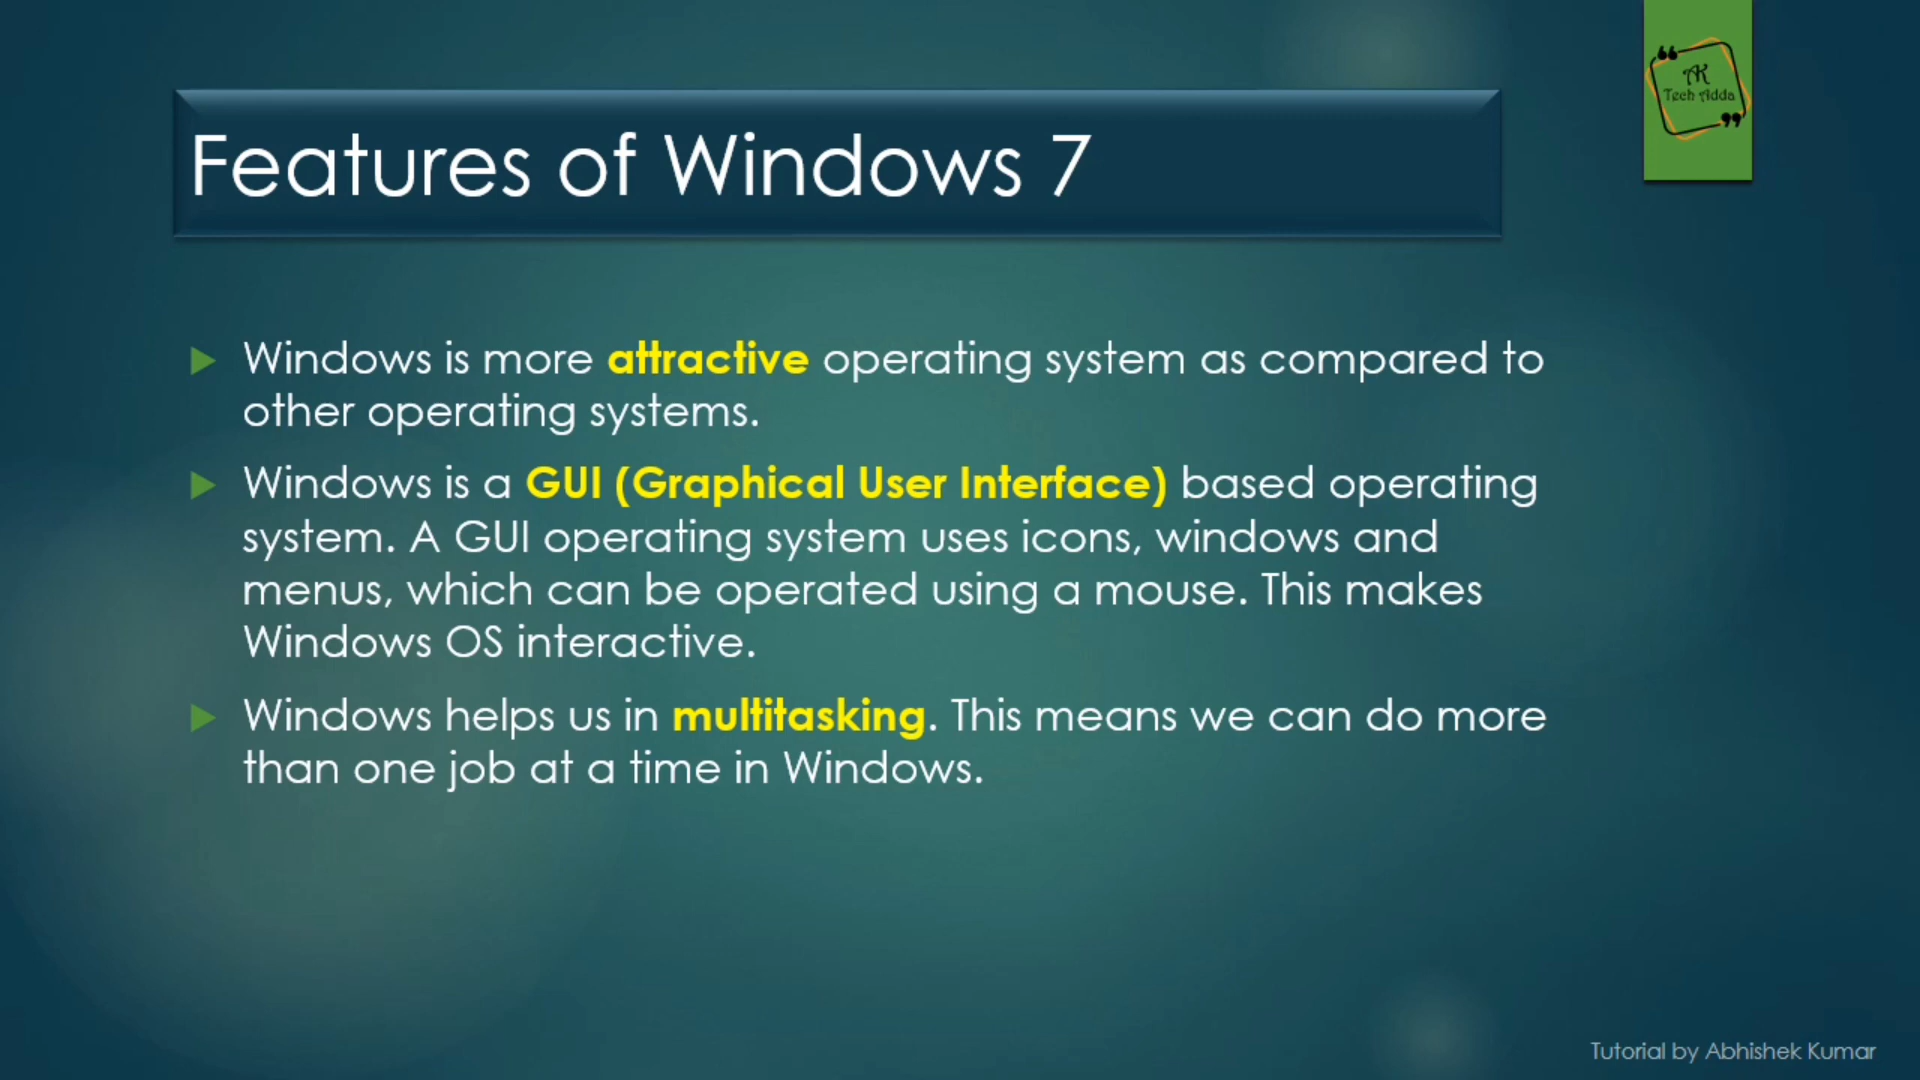 AK
Tech Adda
Features of Windows 7
Windows is more attractive operating system as compared to
other operating systems.
Windows is a GUI (Graphical User Interface) based operating
system. A GUI operating system uses icons, windows and
menus, which can be operated using a mouse. This makes
Windows OS interactive.
Windows helps us in multitasking. This means we can do more
than one job at a time in Windows.
Tutorial by Abhishek Kumar